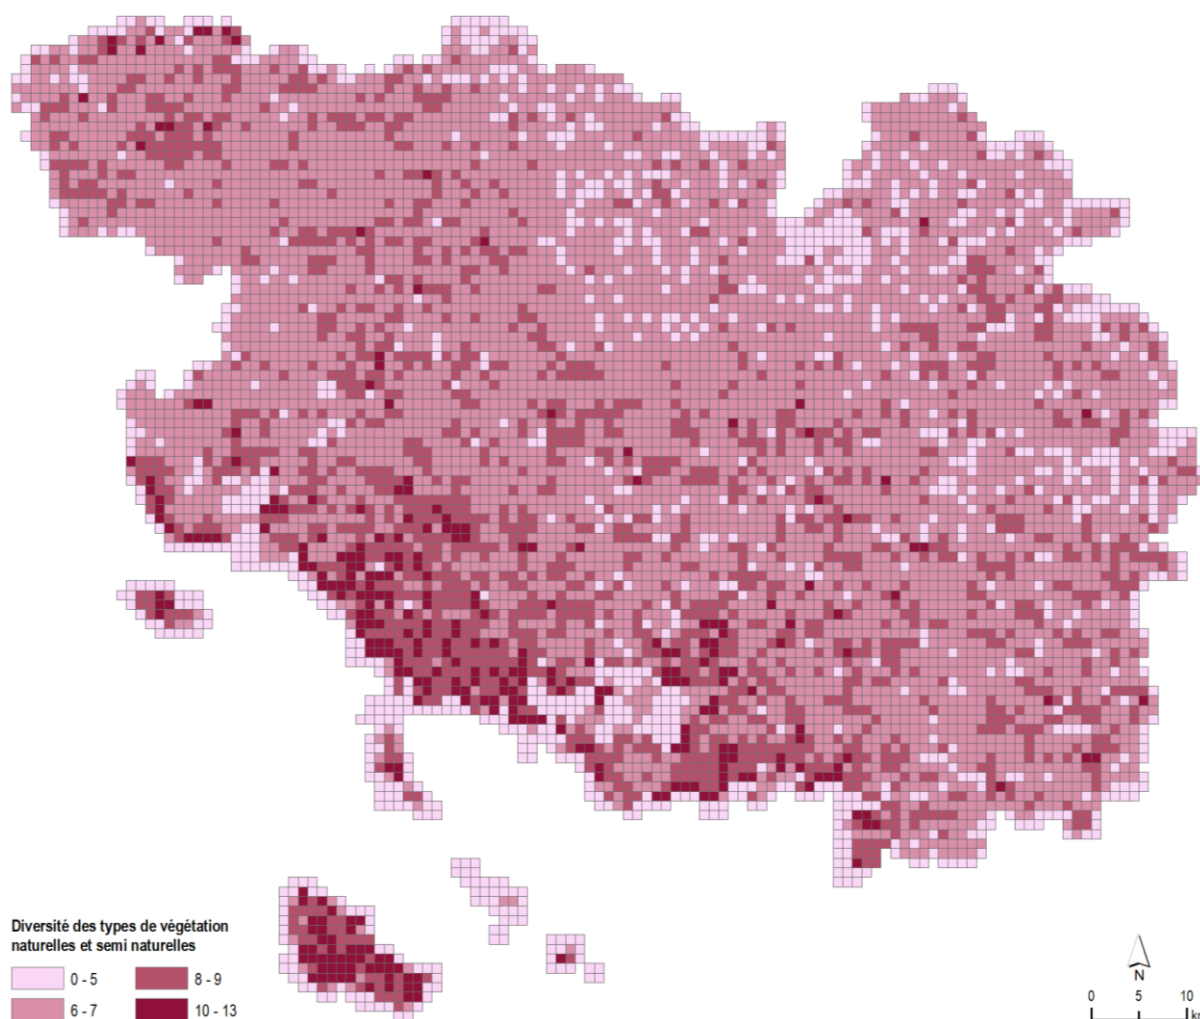 Diversité des types de végétation
naturelles et semi naturelles
0 - 5
8 - 9
6 - 7
10 - 13
N
0 5 10